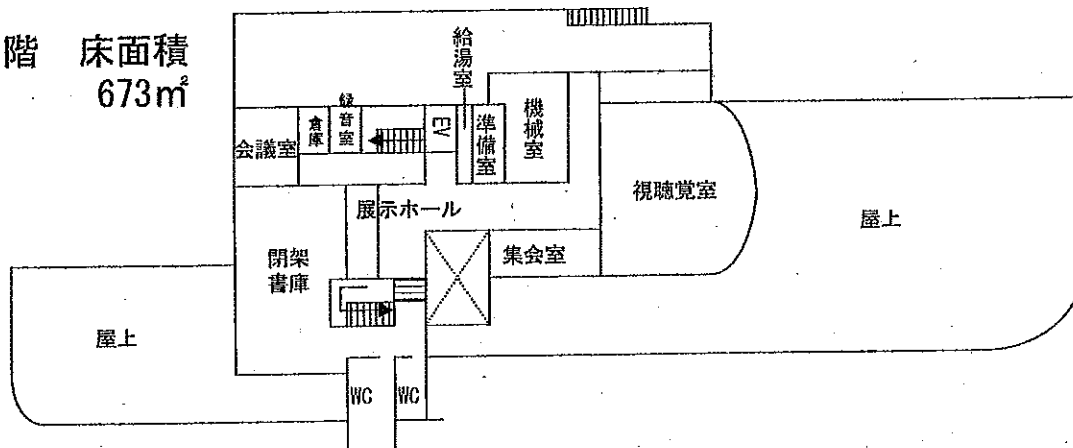 階 床面積
673㎡
給湯室
録音室
倉庫
EV
準備室
機械室
会議室
視聴覚室
展示ホール
屋上
集会室
閉架
書庫
屋上
WC
WC